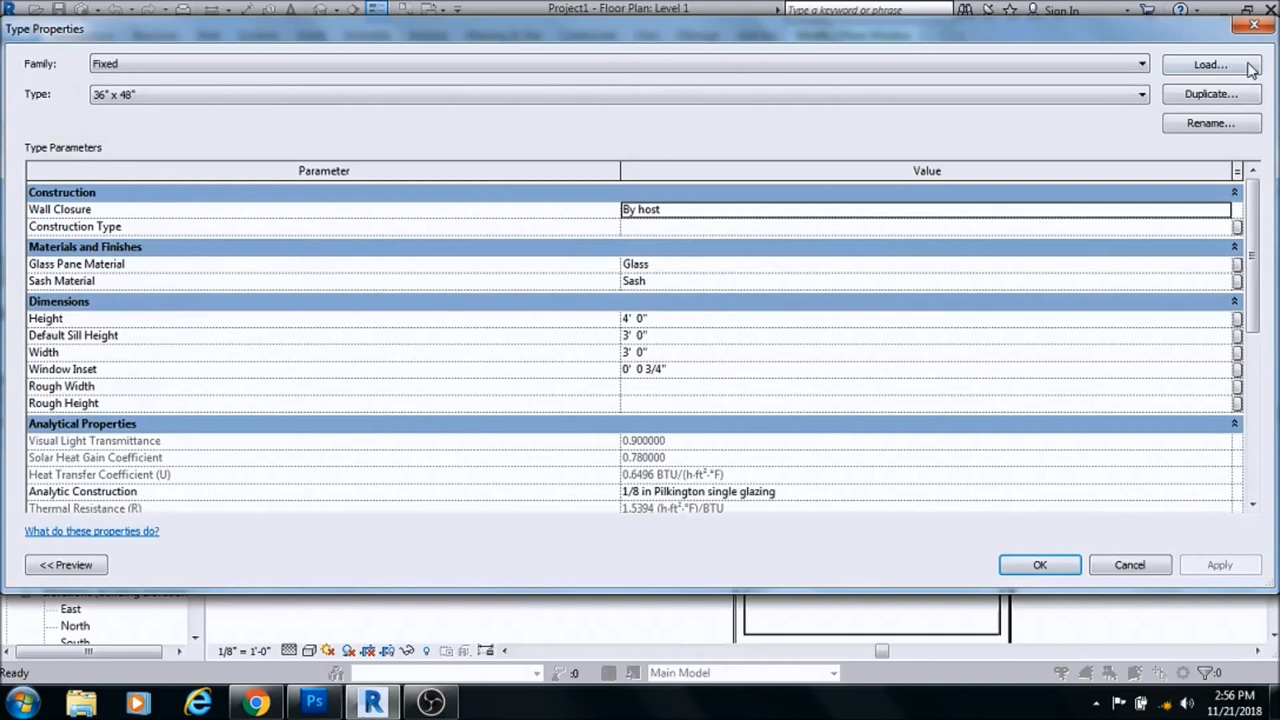 Project1 - Floor Plan: Level 1
Type a keyword or phrase
Sign In
Type Properties
Family:
Fixed
Load...
Type:
36" x 48"
Duplicate...
Rename...
Type Parameters
Parameter
Value
=
Construction
Wall Closure
By host
Construction Type
Materials and Finishes
Glass Pane Material
Glass
Sash Material
Sash
Dimensions
Height
4' 0"
Default Sill Height
3' 0"
Width
3' 0"
Window Inset
0' 0 3/4"
Rough Width
Rough Height
Analytical Properties
Visual Light Transmittance
0.900000
Solar Heat Gain Coefficient
0.780000
Heat Transfer Coefficient (U)
0.6496 BTU/(h·ft²·°F)
Analytic Construction
1/8 in Pilkington single glazing
Thermal Resistance (R)
1.5394 (h·ft²·°F)/BTU
What do these properties do?
<< Preview
OK
Cancel
Apply
East
North
South
1/8" = 1'-0"
Ready
:0
Main Model
:0
2:56 PM
11/21/2018